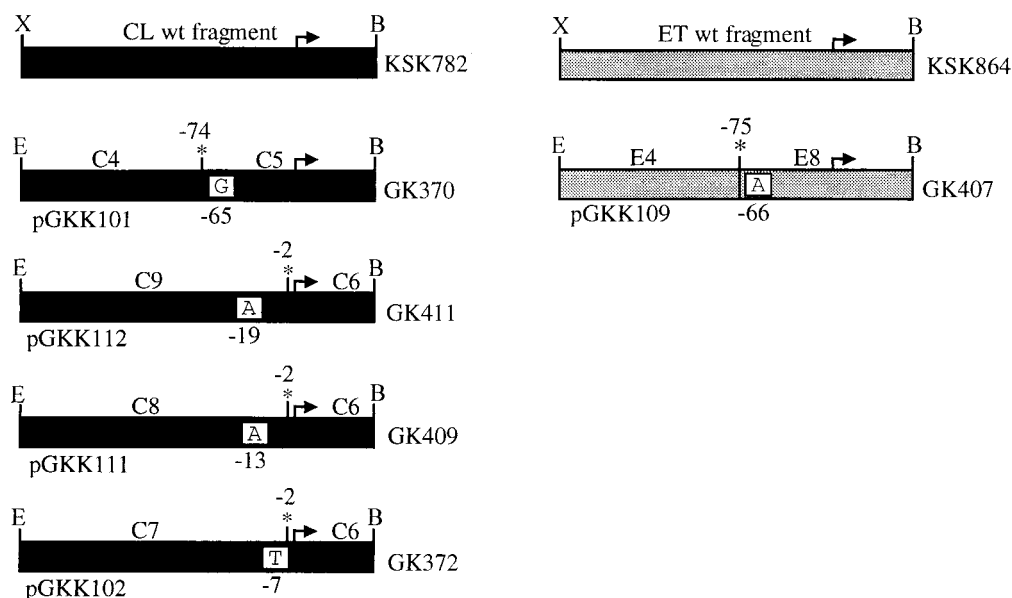 X CL wt fragment B
KSK782
X ET wt fragment B
KSK864
-74
E C4 * C5 B
G
GK370
pGKK101 -65
-75
E E4 * E8 B
A
GK407
pGKK109 -66
-2
E C9 * C6 B
A
GK411
pGKK112 -19
-2
E C8 * C6 B
A
GK409
pGKK111 -13
-2
E C7 * C6 B
T
GK372
pGKK102 -7